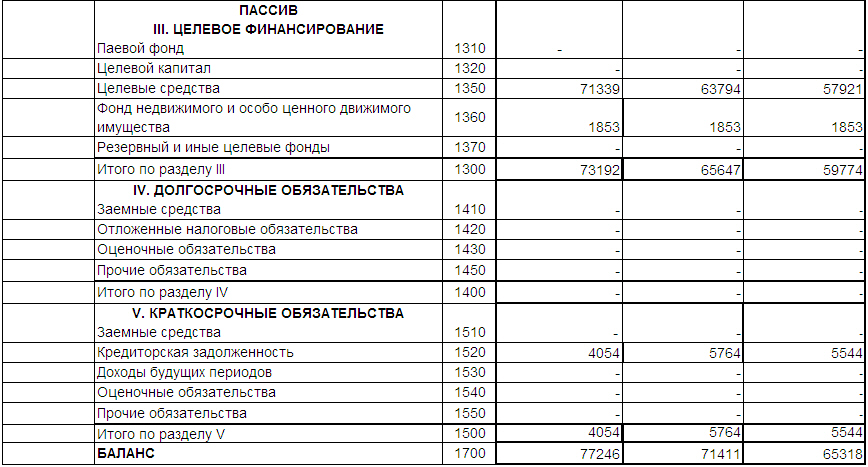 ПАССИВ
III. ЦЕЛЕВОЕ ФИНАНСИРОВАНИЕ
Паевой фонд 1310 - - -
Целевой капитал 1320 - - -
Целевые средства 1350 71339 63794 57921
Фонд недвижимого и особо ценного движимого
имущества 1360 1853 1853 1853
Резервный и иные целевые фонды 1370 - - -
Итого по разделу III 1300 73192 65647 59774
IV. ДОЛГОСРОЧНЫЕ ОБЯЗАТЕЛЬСТВА
Заемные средства 1410 - - -
Отложенные налоговые обязательства 1420 - - -
Оценочные обязательства 1430 - - -
Прочие обязательства 1450 - - -
Итого по разделу IV 1400 - - -
V. КРАТКОСРОЧНЫЕ ОБЯЗАТЕЛЬСТВА
Заемные средства 1510 - - -
Кредиторская задолженность 1520 4054 5764 5544
Доходы будущих периодов 1530 - - -
Оценочные обязательства 1540 - - -
Прочие обязательства 1550 - - -
Итого по разделу V 1500 4054 5764 5544
БАЛАНС 1700 77246 71411 65318